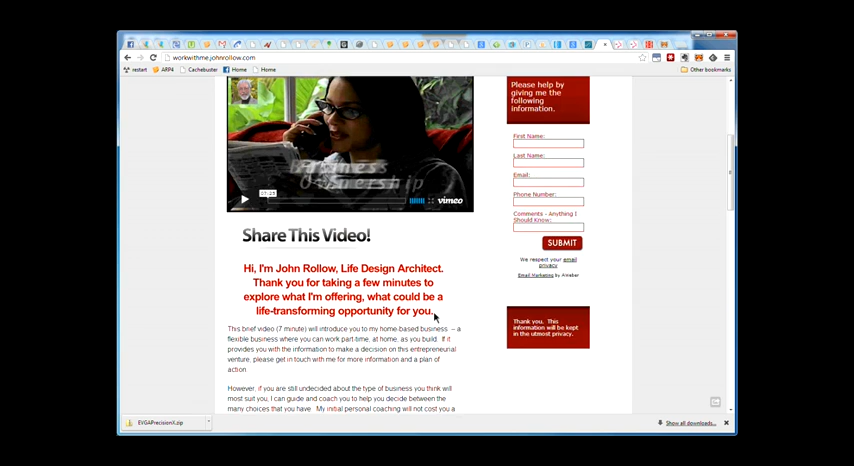 workwithme.johnrollow.com
restart ARP4 Cachebuster Home Home Other bookmarks
Business
Ownership
07:25
vimeo
Share This Video!
Hi, I'm John Rollow, Life Design Architect.
Thank you for taking a few minutes to
explore what I'm offering, what could be a
life-transforming opportunity for you.
This brief video (7 minute) will introduce you to my home-based business – a
flexible business where you can work part-time, at home, as you build. If it
provides you with the information to make a decision on this entrepreneurial
venture, please get in touch with me for more information and a plan of
action.
However, if you are still undecided about the type of business you think will
most suit you, I can guide and coach you to help you decide between the
many choices that you have. My initial personal coaching will not cost you a
Please help by
giving me the
following
information.
First Name:
Last Name:
Email:
Phone Number:
Comments - Anything I
Should Know:
SUBMIT
We respect your email
privacy
Email Marketing by AWeber
Thank you. This
information will be kept
in the utmost privacy.
EVGAPrecisionX.zip
Show all downloads...